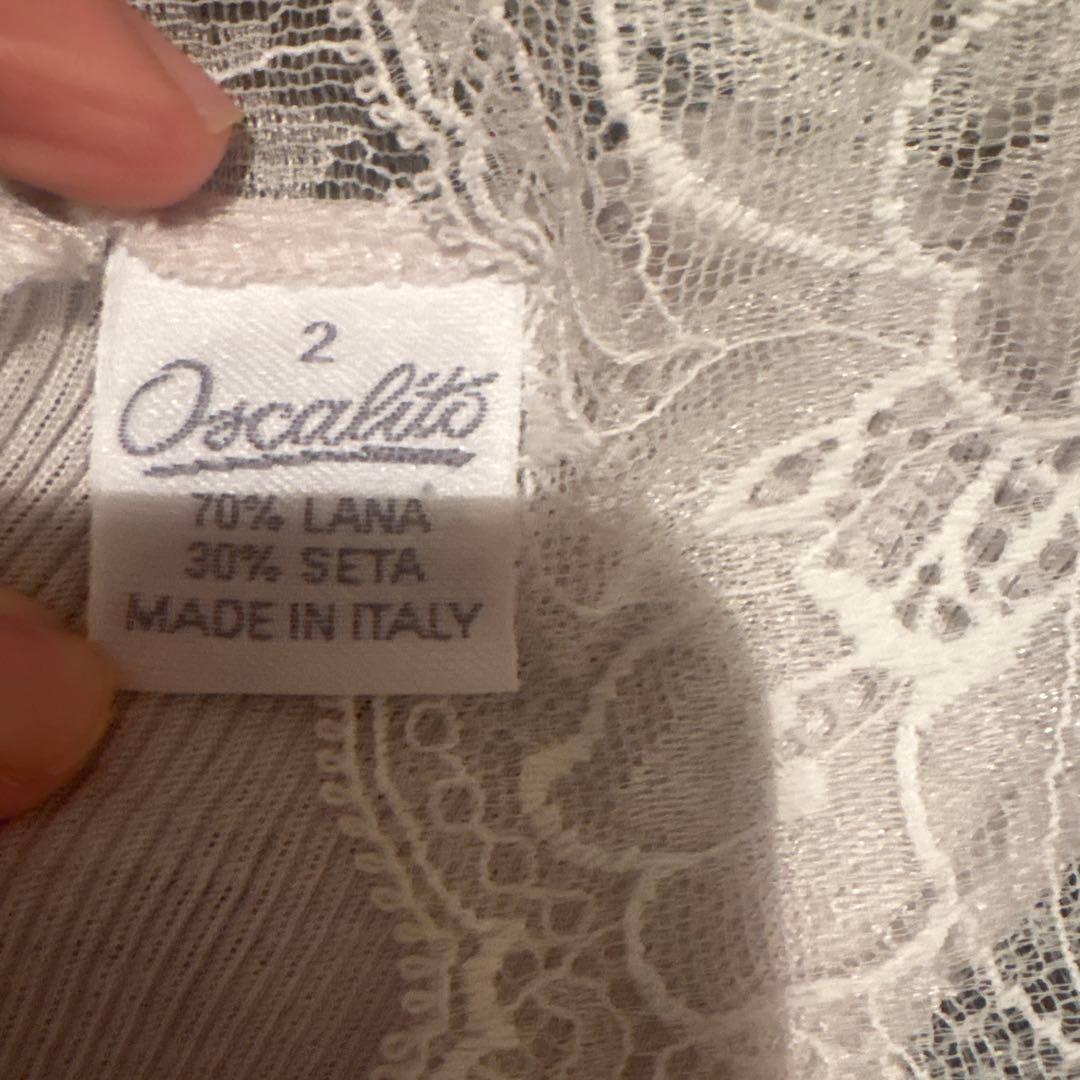 2
Oscalito
70% LANA
30% SETA
MADE IN ITALY